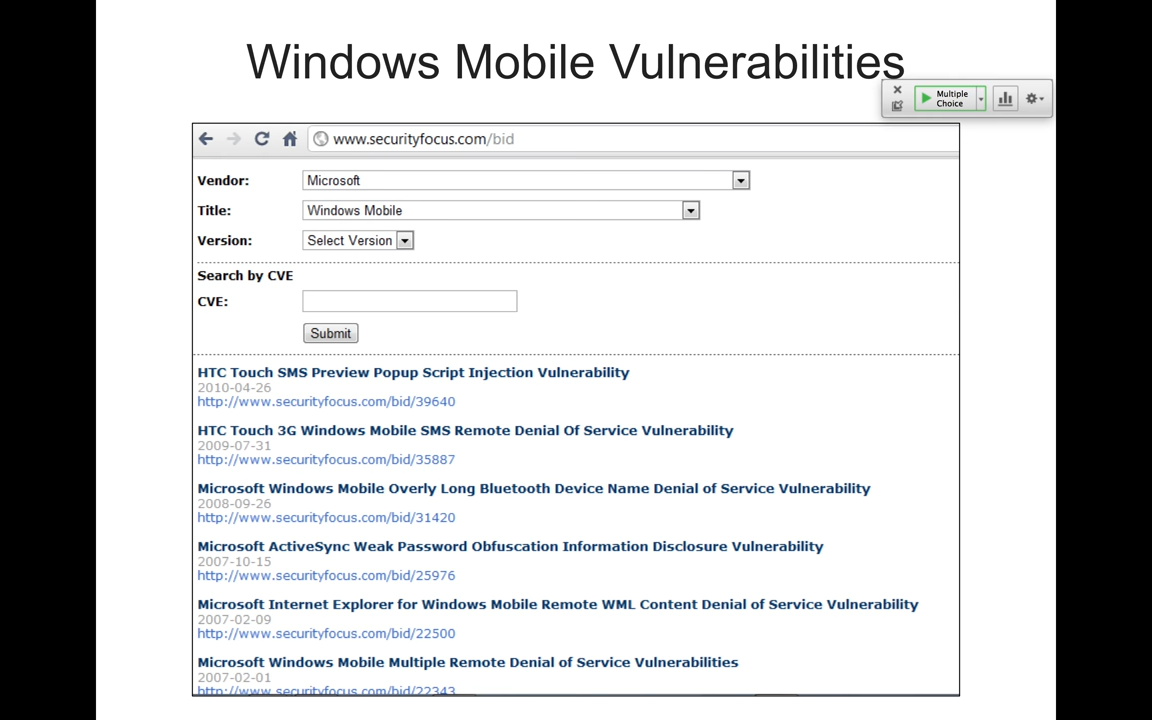 Windows Mobile Vulnerabilities
Multiple
Choice
www.securityfocus.com/bid
Vendor: Microsoft
Title: Windows Mobile
Version: Select Version
Search by CVE
CVE:
Submit
HTC Touch SMS Preview Popup Script Injection Vulnerability
2010-04-26
http://www.securityfocus.com/bid/39640
HTC Touch 3G Windows Mobile SMS Remote Denial Of Service Vulnerability
2009-07-31
http://www.securityfocus.com/bid/35887
Microsoft Windows Mobile Overly Long Bluetooth Device Name Denial of Service Vulnerability
2008-09-26
http://www.securityfocus.com/bid/31420
Microsoft ActiveSync Weak Password Obfuscation Information Disclosure Vulnerability
2007-10-15
http://www.securityfocus.com/bid/25976
Microsoft Internet Explorer for Windows Mobile Remote WML Content Denial of Service Vulnerability
2007-02-09
http://www.securityfocus.com/bid/22500
Microsoft Windows Mobile Multiple Remote Denial of Service Vulnerabilities
2007-02-01
http://www.securityfocus.com/bid/22343